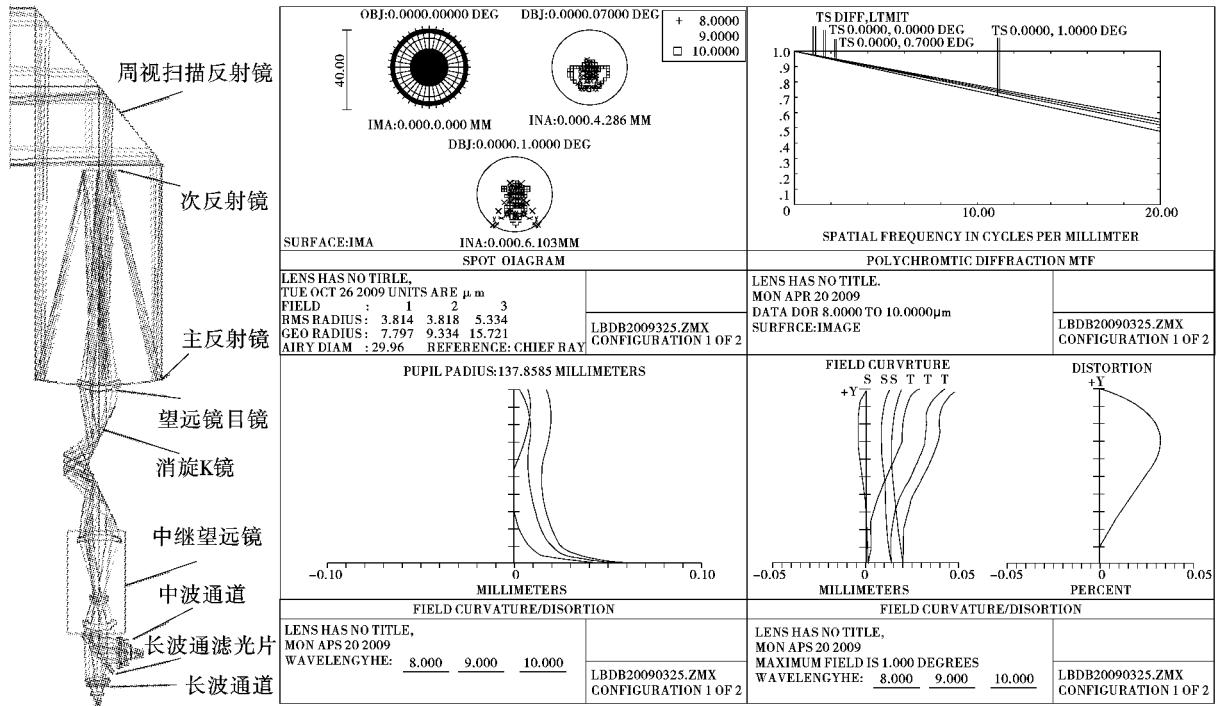 周视扫描反射镜
次反射镜
主反射镜
望远镜目镜
消旋K镜
中继望远镜
中波通道
长波通滤光片
长波通道
OBJ:0.0000.00000 DEG
DBJ:0.0000.07000 DEG
+ 8.0000
9.0000
□ 10.0000
40.00
IMA:0.000.0.000 MM
INA:0.000.4.286 MM
DBJ:0.0000.1.0000 DEG
SURFACE:IMA
INA:0.000.6.103MM
SPOT OIAGRAM
LENS HAS NO TIRLE,
TUE OCT 26 2009 UNITS ARE μ m
FIELD : 1 2 3
RMS RADIUS : 3.814 3.818 5.334
GEO RADIUS : 7.797 9.334 15.721
AIRY DIAM : 29.96 REFERENCE: CHIEF RAY
LBDB20090325.ZMX
CONFIGURATION 1 OF 2
TS DIFF,LTMIT
TS 0.0000, 0.0000 DEG
TS 0.0000, 0.7000 EDG
TS 0.0000, 1.0000 DEG
1.0
.9
.8
.7
.6
.5
.4
.3
.2
.1
0
10.00
20.00
SPATIAL FREQUENCY IN CYCLES PER MILLIMTER
POLYCHROMTIC DIFFRACTION MTF
LENS HAS NO TITLE.
MON APR 20 2009
DATA DOR 8.0000 TO 10.0000μm
SURFRCE:IMAGE
LBDB20090325.ZMX
CONFIGURATION 1 OF 2
PUPIL PADIUS:137.8585 MILLIMETERS
-0.10
0
0.10
MILLIMETERS
FIELD CURVATURE/DISORTION
LENS HAS NO TITLE,
MON APS 20 2009
WAVELENGYHE: 8.000 9.000 10.000
LBDB20090325.ZMX
CONFIGURATION 1 OF 2
FIELD CURVRTURE
S S S T T T
+Y
-0.05
0
0.05
MILLIMETERS
DISTORTION
+Y
-0.05
0
0.05
PERCENT
FIELD CURVATURE/DISORTION
LENS HAS NO TITLE,
MON APS 20 2009
MAXIMUM FIELD IS 1.000 DEGREES
WAVELENGYHE: 8.000 9.000 10.000
LBDB20090325.ZMX
CONFIGURATION 1 OF 2